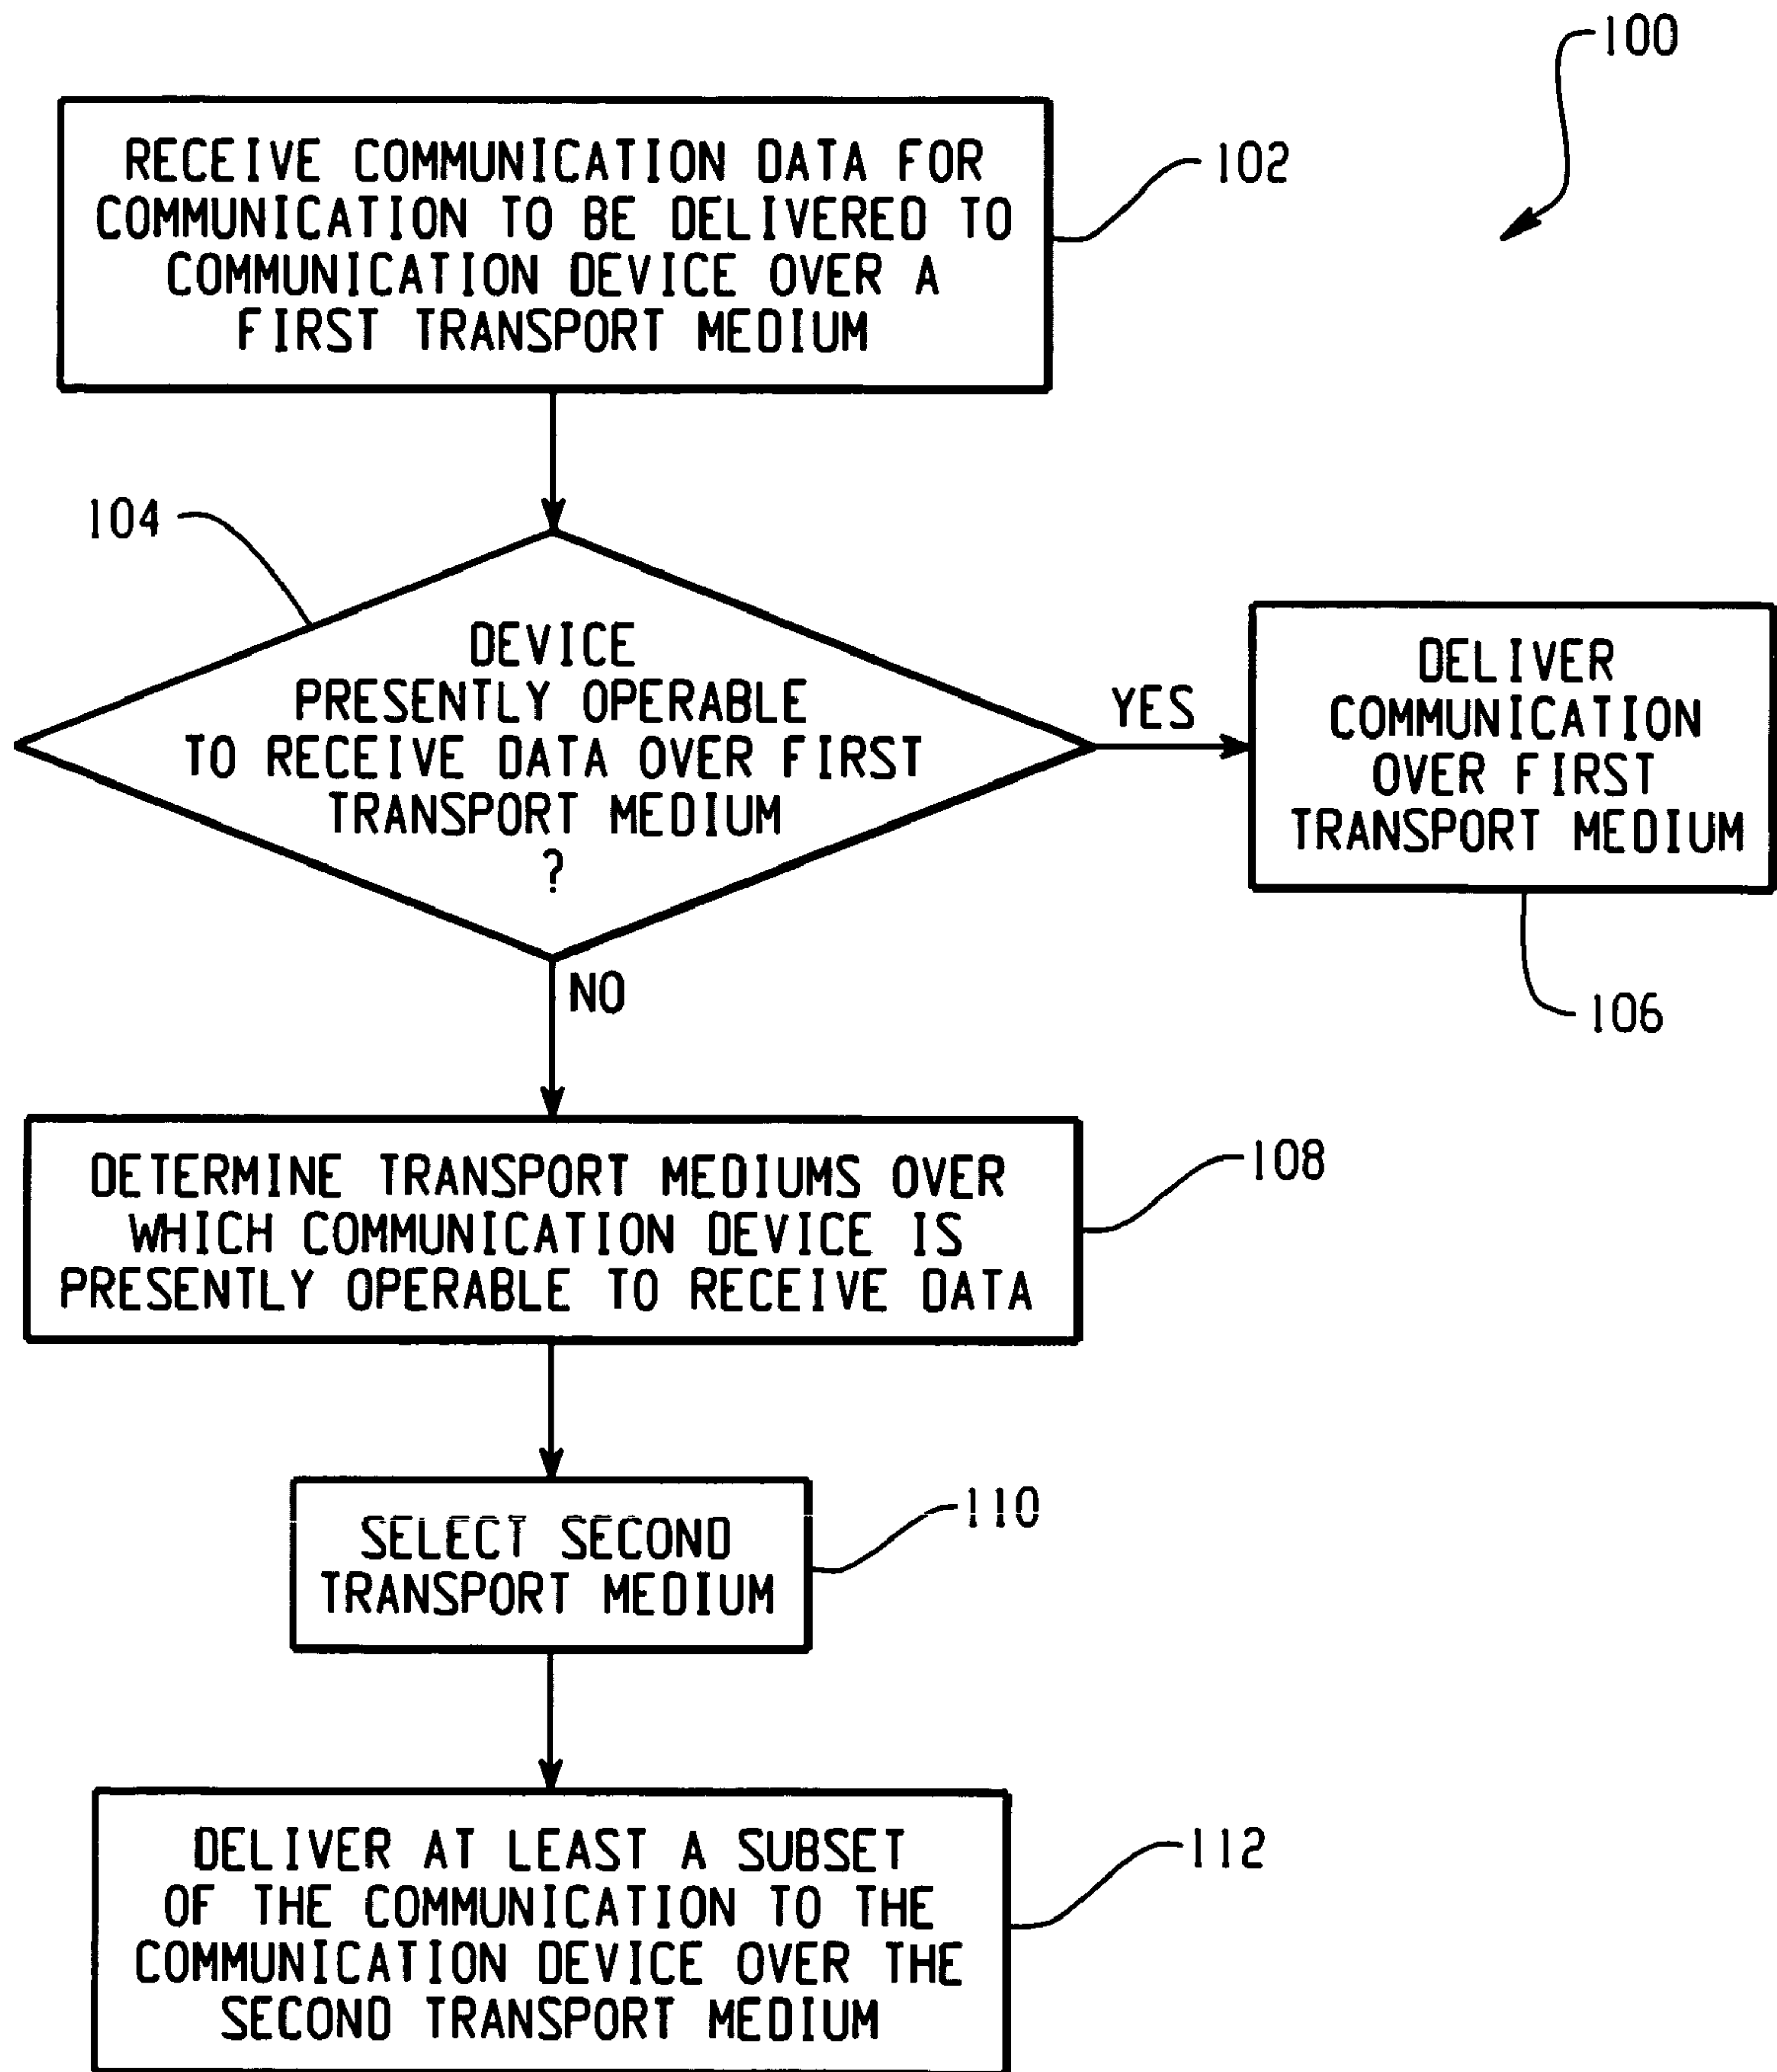 100
RECEIVE COMMUNICATION DATA FOR
COMMUNICATION TO BE DELIVERED TO
COMMUNICATION DEVICE OVER A
FIRST TRANSPORT MEDIUM
102
104
DEVICE
PRESENTLY OPERABLE
TO RECEIVE DATA OVER FIRST
TRANSPORT MEDIUM
?
YES
DELIVER
COMMUNICATION
OVER FIRST
TRANSPORT MEDIUM
106
NO
DETERMINE TRANSPORT MEDIUMS OVER
WHICH COMMUNICATION DEVICE IS
PRESENTLY OPERABLE TO RECEIVE DATA
108
SELECT SECOND
TRANSPORT MEDIUM
110
DELIVER AT LEAST A SUBSET
OF THE COMMUNICATION TO THE
COMMUNICATION DEVICE OVER THE
SECOND TRANSPORT MEDIUM
112